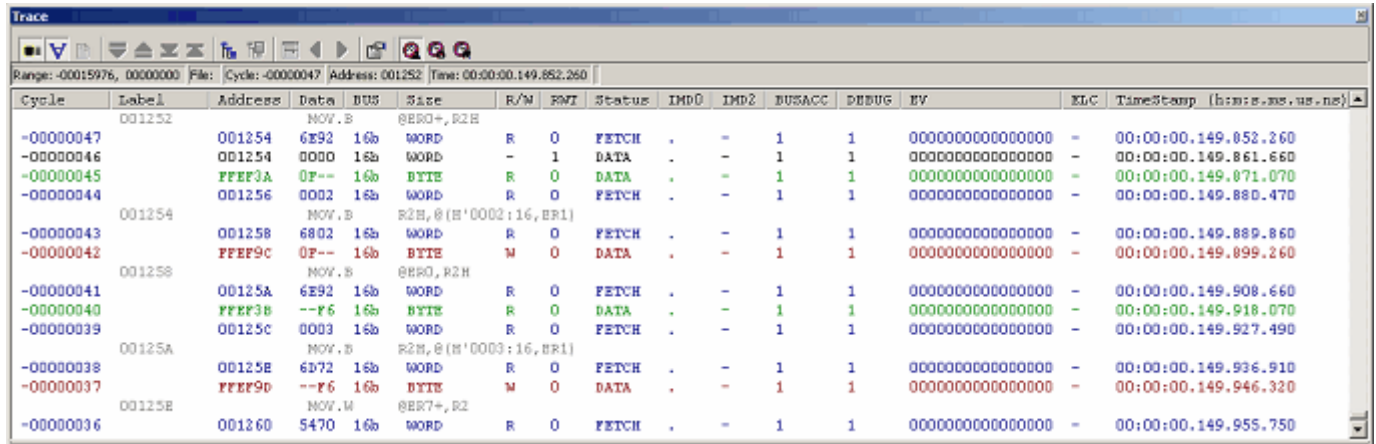 Trace
Range: -00015976, 00000000 File: Cycle: -00000047 Address: 001252 Time: 00:00:00.149.852.260
Cycle Label Address Data BUS Size R/W RWT Status IMD0 IMD2 BUSACC DEBUG EV ELC TimeStamp (h:m:s.ms.us.ns)
001252 MOV.B @ER0+,R2H
-00000047 001254 6E92 16b WORD R 0 FETCH . - 1 1 0000000000000000 - 00:00:00.149.852.260
-00000046 001254 0000 16b WORD - 1 DATA . - 1 1 0000000000000000 - 00:00:00.149.861.660
-00000045 FFEF3A 0F-- 16b BYTE R 0 DATA . - 1 1 0000000000000000 - 00:00:00.149.871.070
-00000044 001256 0002 16b WORD R 0 FETCH . - 1 1 0000000000000000 - 00:00:00.149.880.470
001254 MOV.B R2H,@(H'0002:16,ER1)
-00000043 001258 6802 16b WORD R 0 FETCH . - 1 1 0000000000000000 - 00:00:00.149.889.860
-00000042 FFEF9C 0F-- 16b BYTE W 0 DATA . - 1 1 0000000000000000 - 00:00:00.149.899.260
001258 MOV.B @ER0,R2H
-00000041 00125A 6E92 16b WORD R 0 FETCH . - 1 1 0000000000000000 - 00:00:00.149.908.660
-00000040 FFEF3B --F6 16b BYTE R 0 DATA . - 1 1 0000000000000000 - 00:00:00.149.918.070
-00000039 00125C 0003 16b WORD R 0 FETCH . - 1 1 0000000000000000 - 00:00:00.149.927.490
00125A MOV.B R2H,@(H'0003:16,ER1)
-00000038 00125E 6D72 16b WORD R 0 FETCH . - 1 1 0000000000000000 - 00:00:00.149.936.910
-00000037 FFEF9D --F6 16b BYTE W 0 DATA . - 1 1 0000000000000000 - 00:00:00.149.946.320
00125E MOV.W @ER7+,R2
-00000036 001260 5470 16b WORD R 0 FETCH . - 1 1 0000000000000000 - 00:00:00.149.955.750